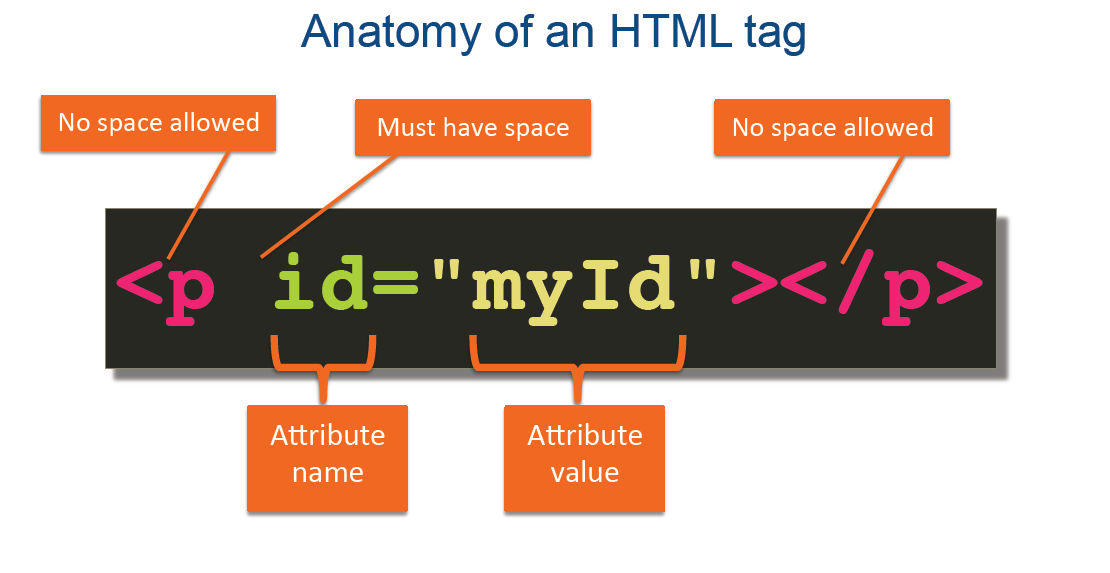 Anatomy of an HTML tag
No space allowed
Must have space
No space allowed
<p id="myId"></p>
Attribute
name
Attribute
value